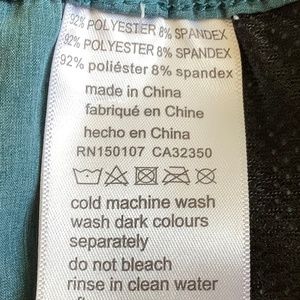 92% POLYESTER 8% SPANDEX
92% POLYESTER 8% SPANDEX
92% poliéster 8% spandex
made in China
fabriqué en Chine
hecho en China
RN150107 CA32350
cold machine wash
wash dark colours
separately
do not bleach
rinse in clean water